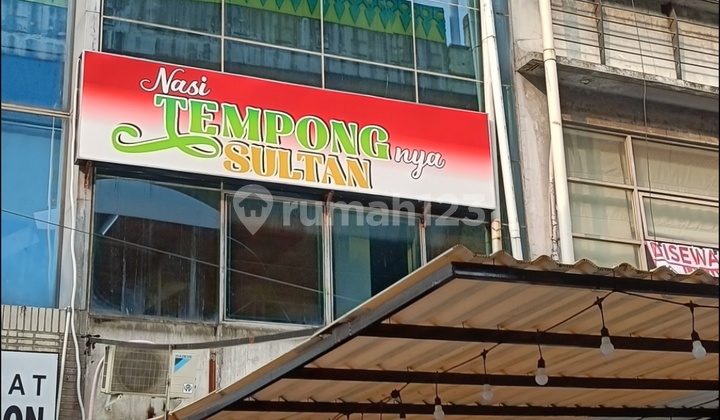 Nasi
TEMPONG nya
SULTAN
rumah123
DISEWA
AT
ON